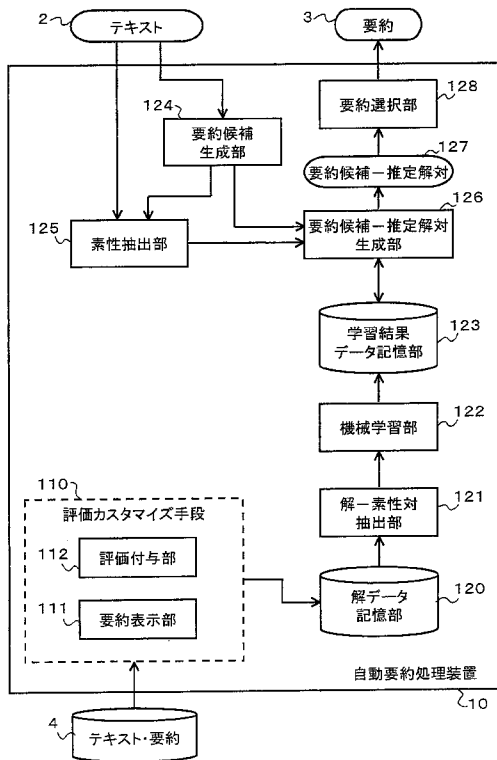 2
テキスト
3
要約
124
要約候補
生成部
要約選択部
128
127
要約候補－推定解対
125
素性抽出部
126
要約候補－推定解対
生成部
学習結果
データ記憶部
123
機械学習部
122
110
評価カスタマイズ手段
112
評価付与部
111
要約表示部
解－素性対
抽出部
121
解データ
記憶部
120
自動要約処理装置
10
4
テキスト・要約